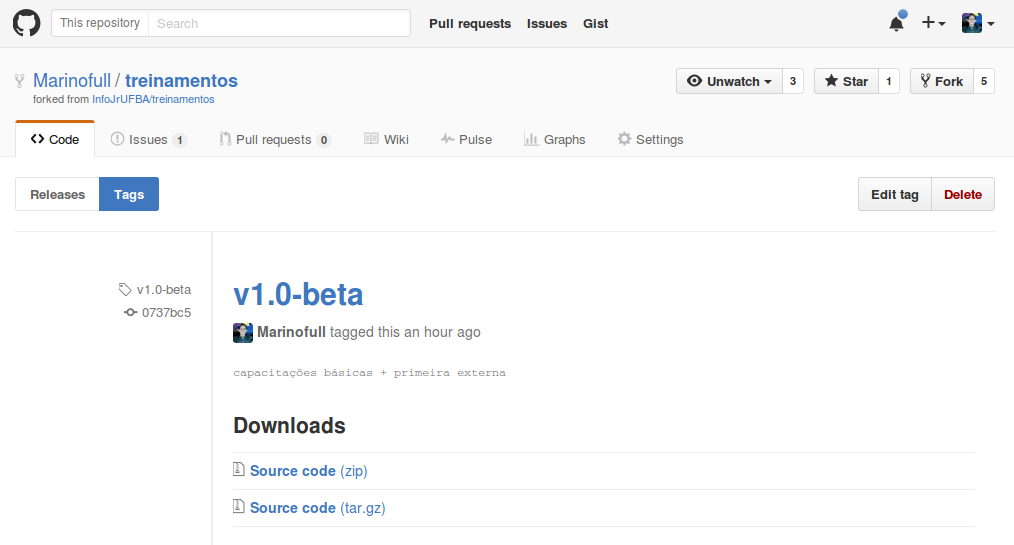 This repository Search Pull requests Issues Gist
Marinofull / treinamentos Unwatch 3 Star 1 Fork 5
forked from InfoJrUFBA/treinamentos
Code Issues 1 Pull requests 0 Wiki Pulse Graphs Settings
Releases Tags Edit tag Delete
v1.0-beta
0737bc5
v1.0-beta
Marinofull tagged this an hour ago
capacitações básicas + primeira externa
Downloads
Source code (zip)
Source code (tar.gz)